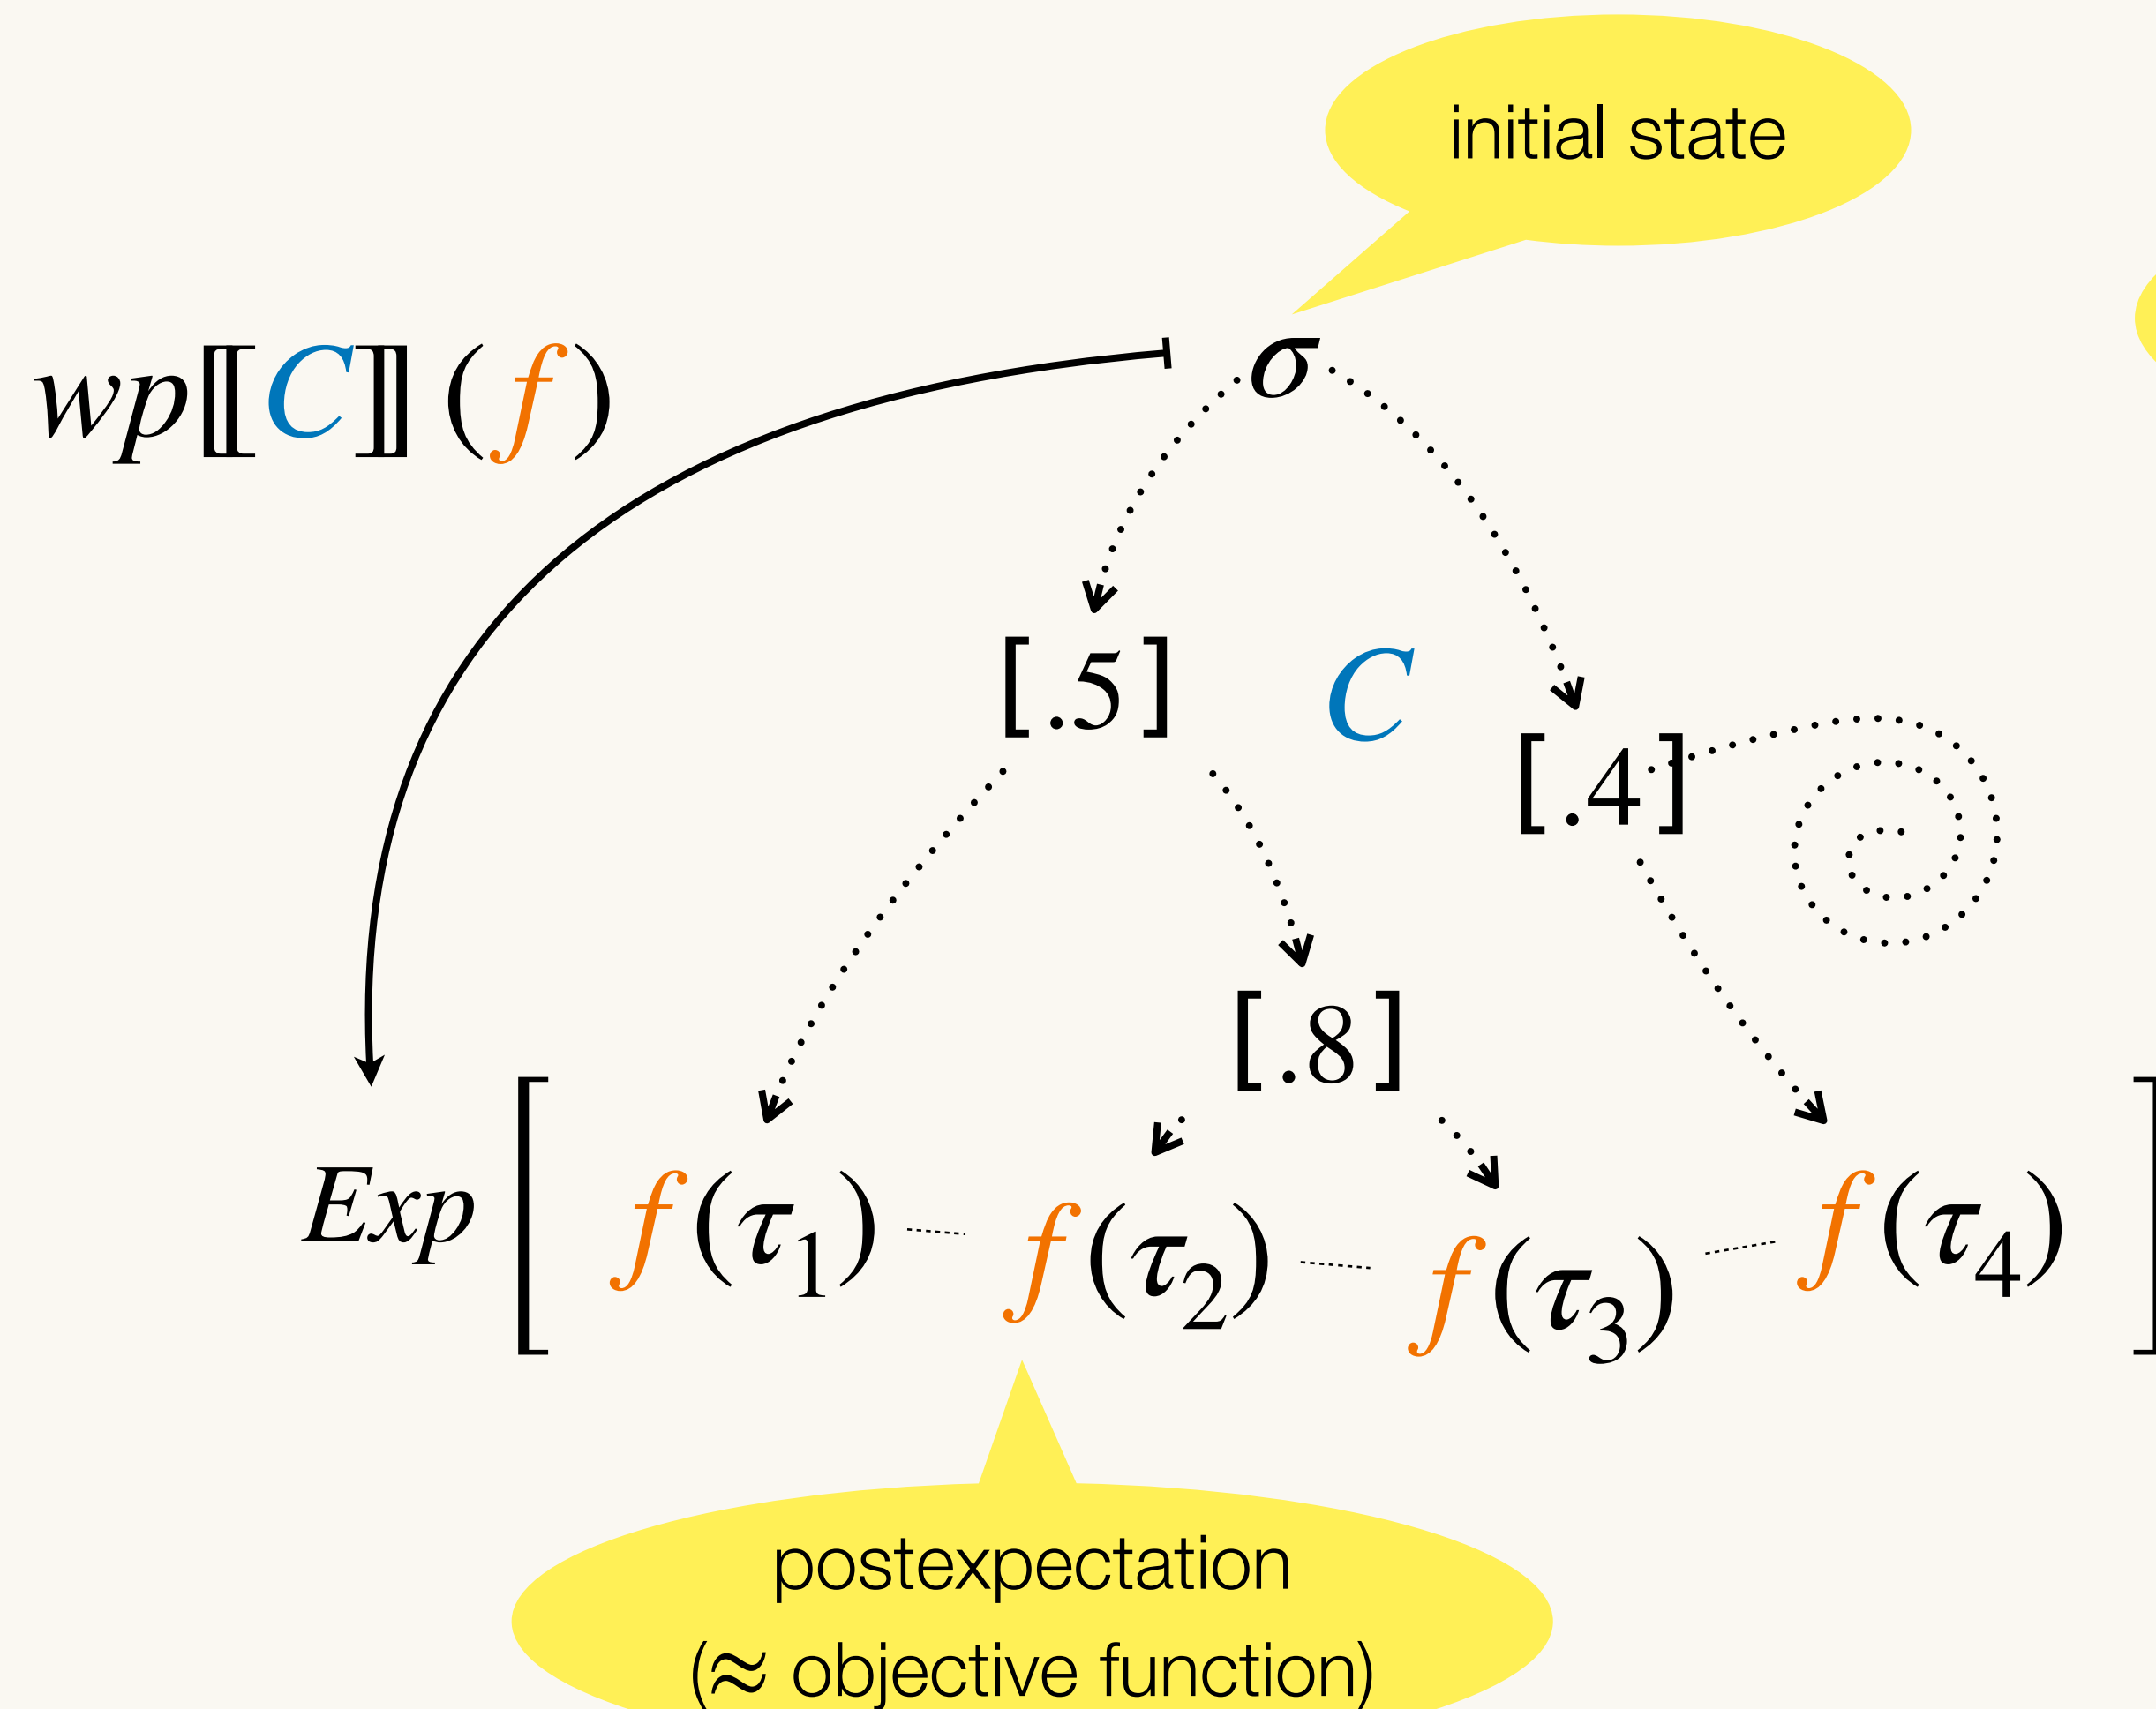 initial state
wp⟦C⟧ (f)
σ
[.5]
C
[.4]
[.8]
Exp [ f(τ₁) f(τ₂) f(τ₃) f(τ₄) ]
postexpectation
(≈ objective function)